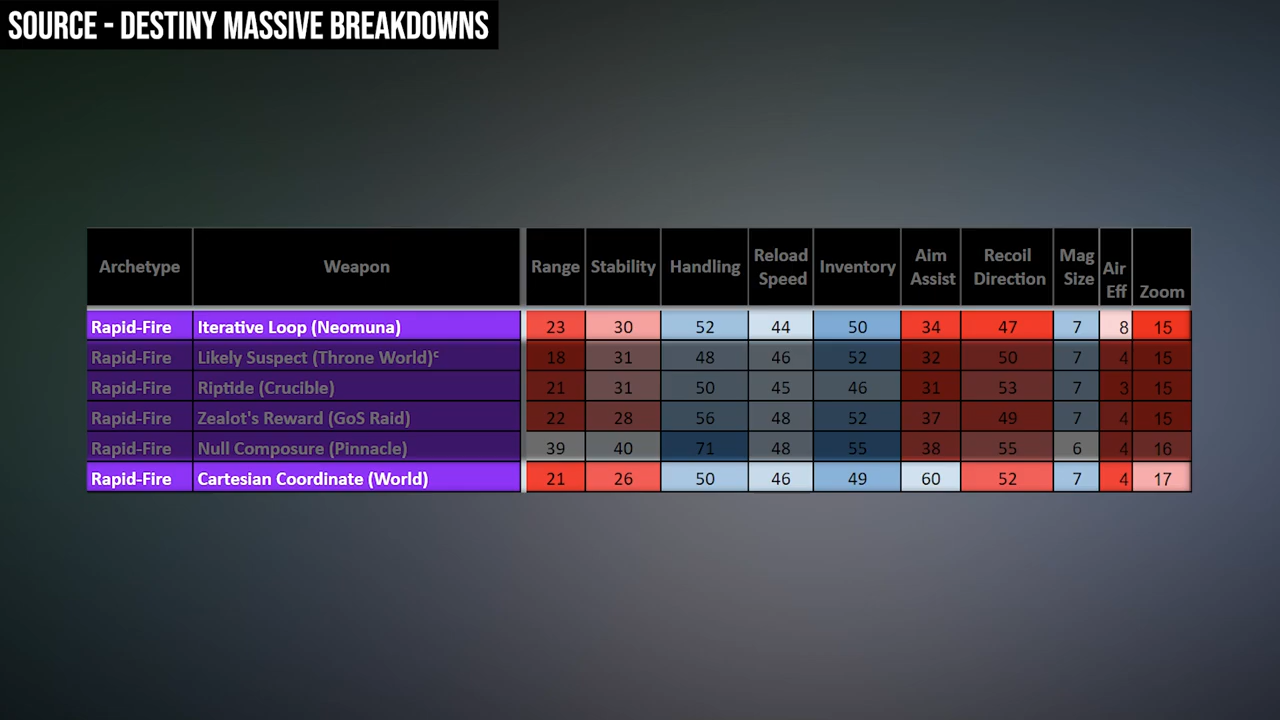 SOURCE - DESTINY MASSIVE BREAKDOWNS
Archetype Weapon Range Stability Handling Reload Speed Inventory Aim Assist Recoil Direction Mag Size Air Eff Zoom
Rapid-Fire Iterative Loop (Neomuna) 23 30 52 44 50 34 47 7 8 15
Rapid-Fire Likely Suspect (Throne World)ᶜ 18 31 48 46 52 32 50 7 4 15
Rapid-Fire Riptide (Crucible) 21 31 50 45 46 31 53 7 3 15
Rapid-Fire Zealot's Reward (GoS Raid) 22 28 56 48 52 37 49 7 4 15
Rapid-Fire Null Composure (Pinnacle) 39 40 71 48 55 38 55 6 4 16
Rapid-Fire Cartesian Coordinate (World) 21 26 50 46 49 60 52 7 4 17